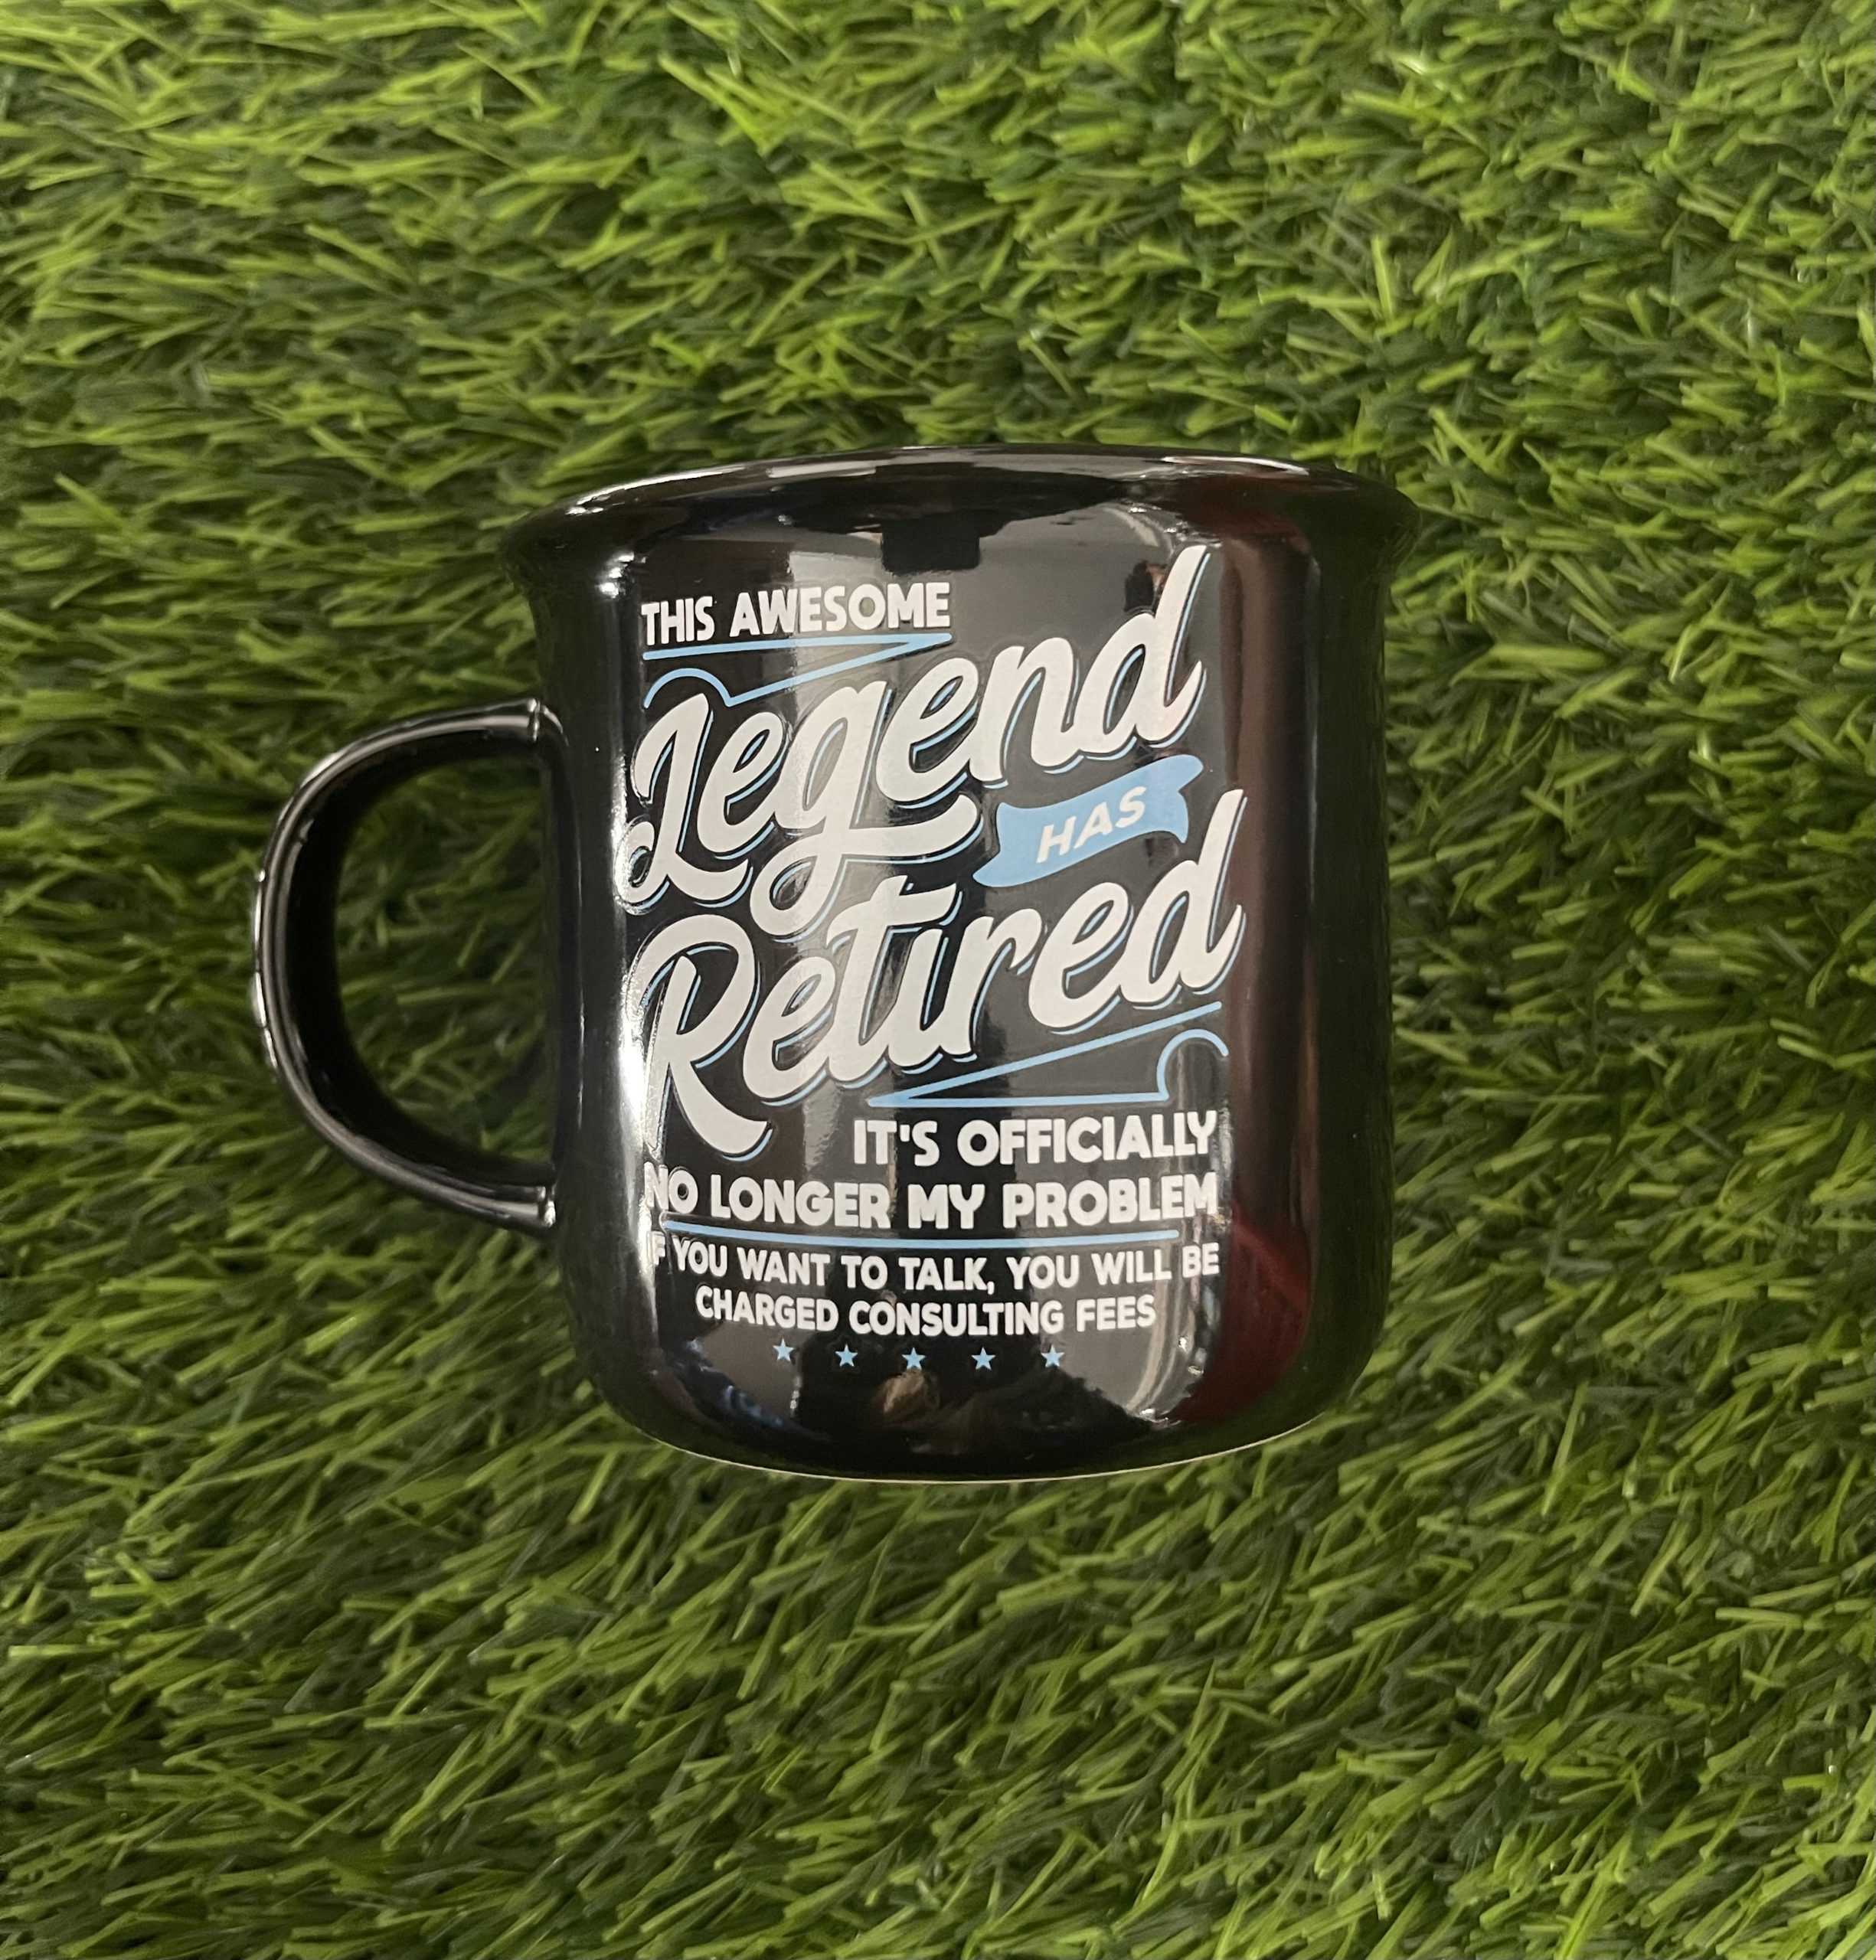 THIS AWESOME
Legend
HAS
Retired
IT'S OFFICIALLY
NO LONGER MY PROBLEM
IF YOU WANT TO TALK, YOU WILL BE
CHARGED CONSULTING FEES